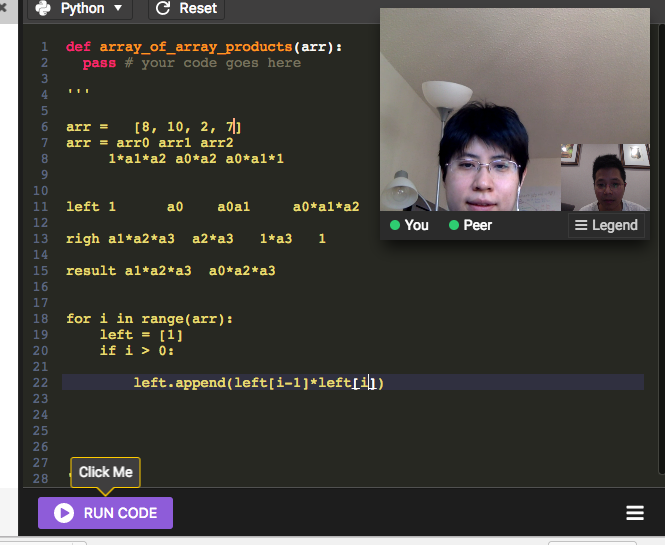 Python Reset
1 def array_of_array_products(arr):
2 pass # your code goes here
3
4 '''
5
6 arr = [8, 10, 2, 7]
7 arr = arr0 arr1 arr2
8 1*a1*a2 a0*a2 a0*a1*1
9
10
11 left 1 a0 a0a1 a0*a1*a2
12
13 righ a1*a2*a3 a2*a3 1*a3 1
14
15 result a1*a2*a3 a0*a2*a3
16
17
18 for i in range(arr):
19 left = [1]
20 if i > 0:
21
22 left.append(left[i-1]*left[i])
23
24
25
26
27
28
You Peer Legend
Click Me
RUN CODE